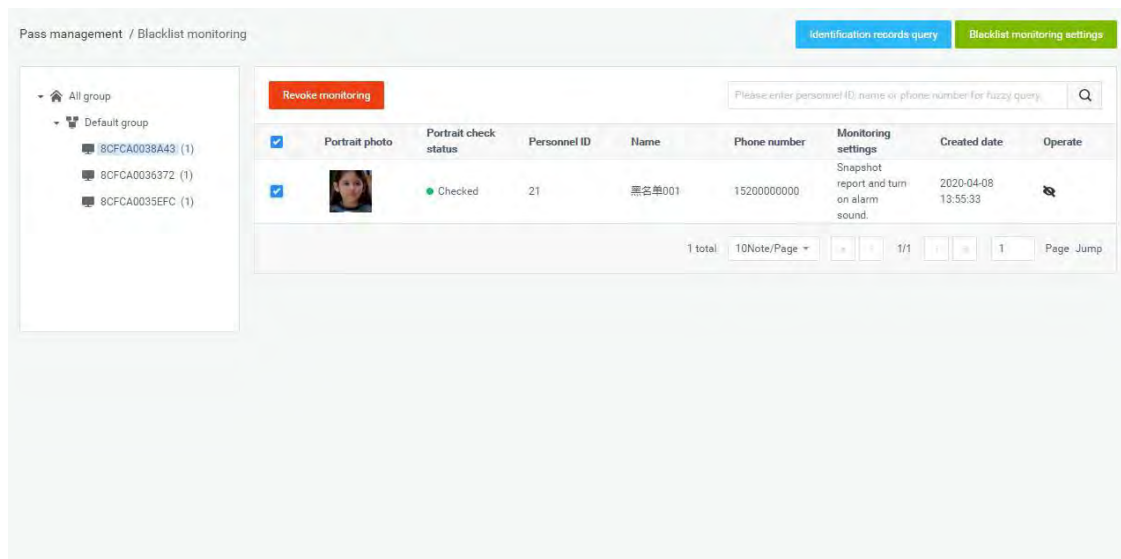 Pass management / Blacklist monitoring
Identification records query
Blacklist monitoring settings
All group
Default group
8CFCA0038A43 (1)
8CFCA0036372 (1)
8CFCA0035EFC (1)
Revoke monitoring
Please enter personnel ID, name or phone number for fuzzy query.
Portrait photo
Portrait check
status
Personnel ID
Name
Phone number
Monitoring
settings
Created date
Operate
Checked
21
黑名单001
15200000000
Snapshot
report and turn
on alarm
sound.
2020-04-08
13:55:33
1 total
10Note/Page
1/1
1
Page Jump